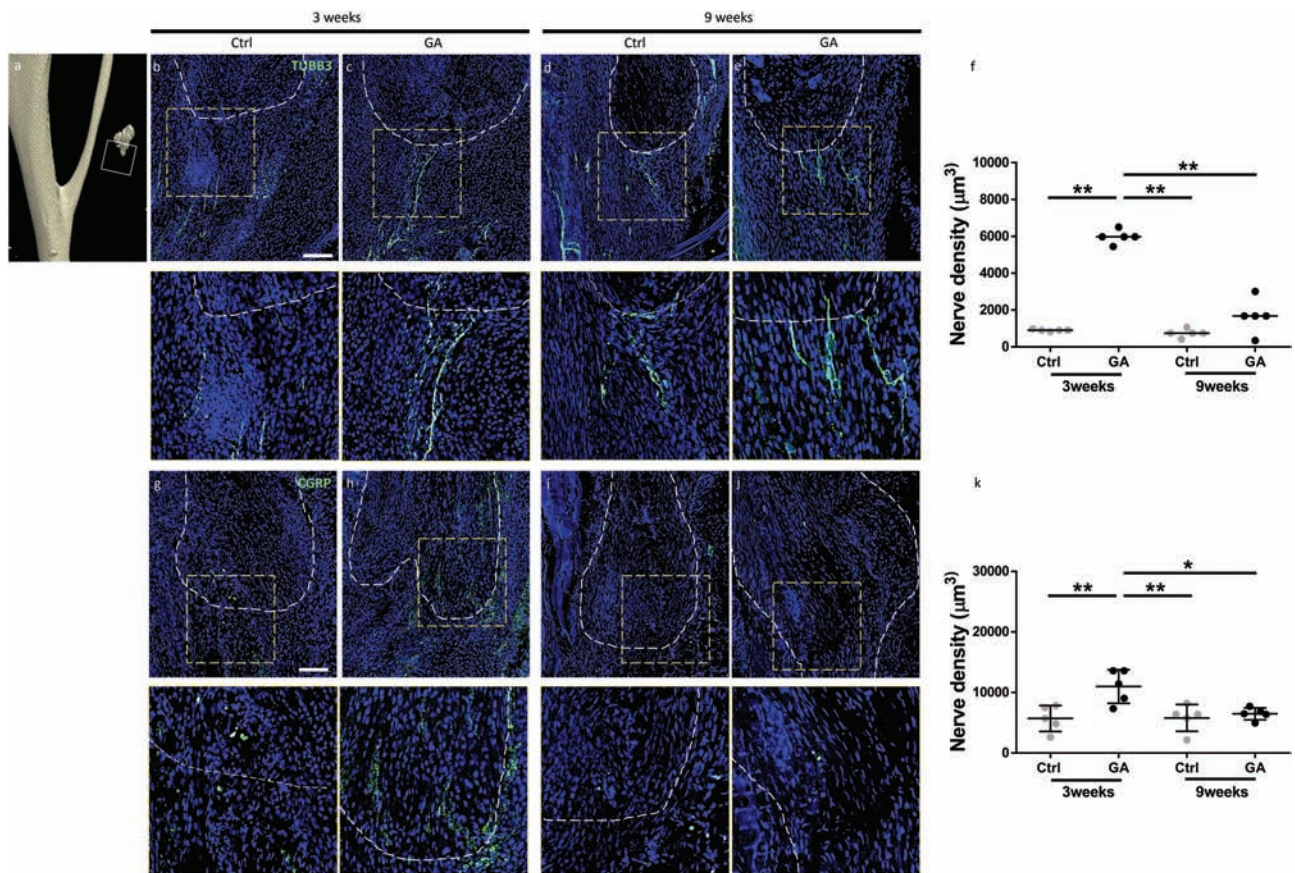 3 weeks 9 weeks
Ctrl GA Ctrl GA
a b TUBB3 c d e f
Nerve density (µm³)
10000
8000
6000
4000
2000
0
** ** **
Ctrl GA Ctrl GA
3weeks 9weeks
g CGRP h i j k
Nerve density (µm³)
30000
20000
10000
0
** ** *
Ctrl GA Ctrl GA
3weeks 9weeks